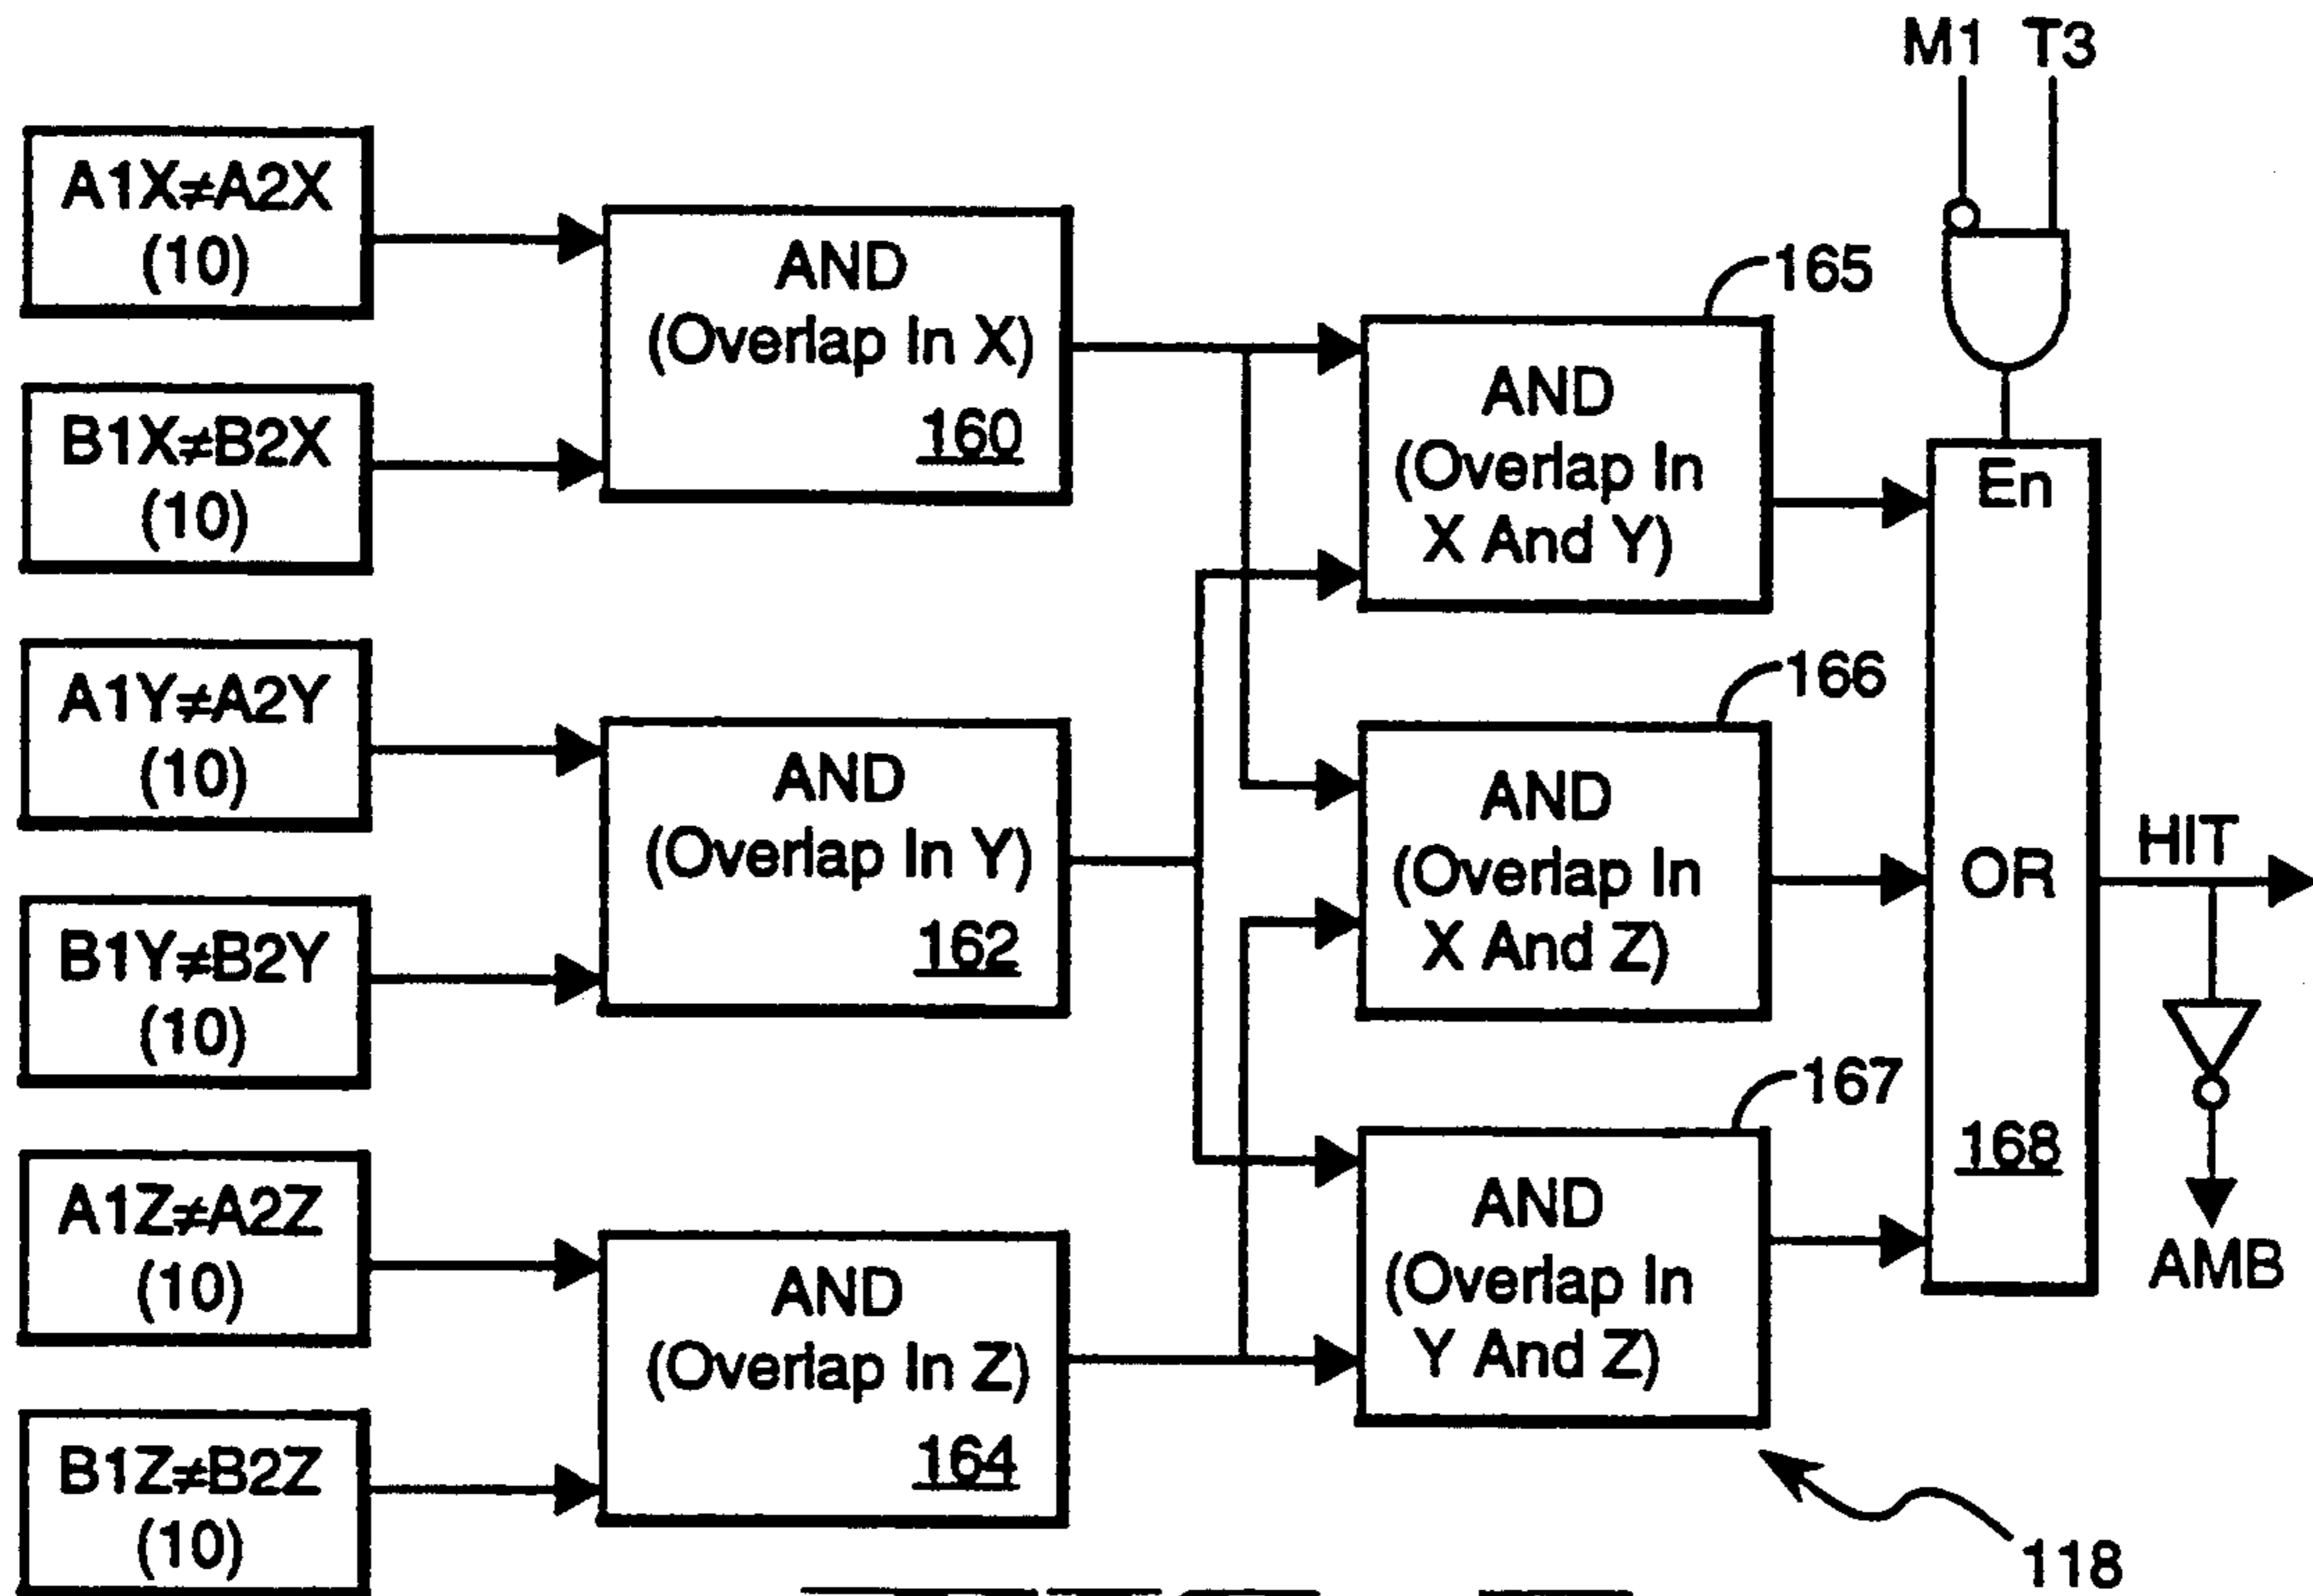 M1 T3
A1X≠A2X
(10)
B1X≠B2X
(10)
A1Y≠A2Y
(10)
B1Y≠B2Y
(10)
A1Z≠A2Z
(10)
B1Z≠B2Z
(10)
AND
(Overlap In X)
160
AND
(Overlap In Y)
162
AND
(Overlap In Z)
164
165
AND
(Overlap In
X And Y)
166
AND
(Overlap In
X And Z)
167
AND
(Overlap In
Y And Z)
En
OR
168
HIT
AMB
118